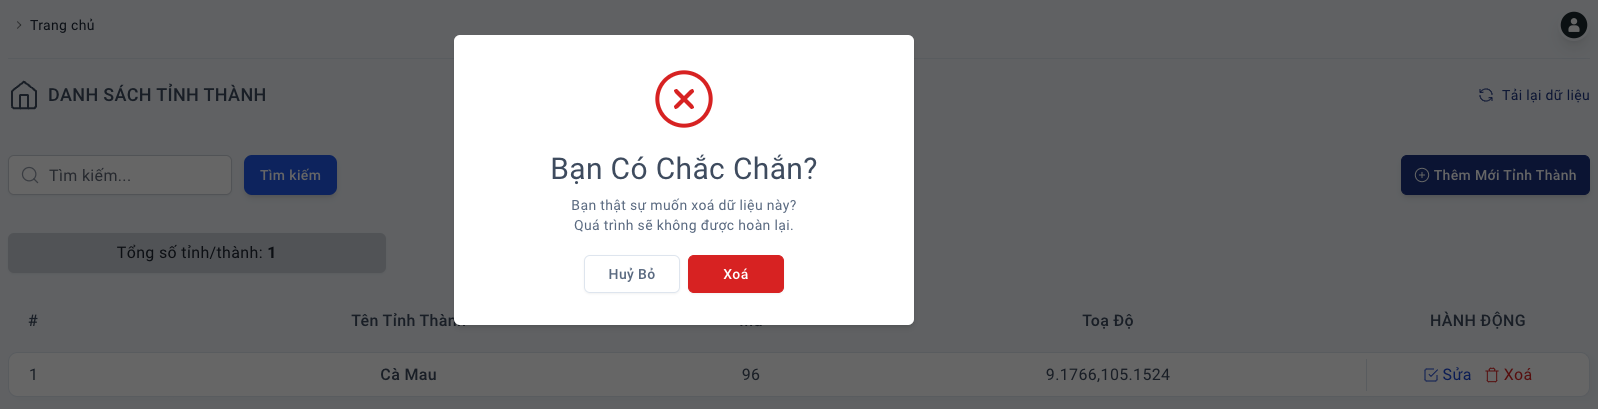 Trang chủ
DANH SÁCH TỈNH THÀNH
Tải lại dữ liệu
Tìm kiếm...
Tìm kiếm
Thêm Mới Tỉnh Thành
Tổng số tỉnh/thành: 1
Bạn Có Chắc Chắn?
Bạn thật sự muốn xoá dữ liệu này?
Quá trình sẽ không được hoàn lại.
Huỷ Bỏ
Xoá
# Tên Tỉnh Thành Toạ Độ HÀNH ĐỘNG
1 Cà Mau 96 9.1766,105.1524 Sửa Xoá